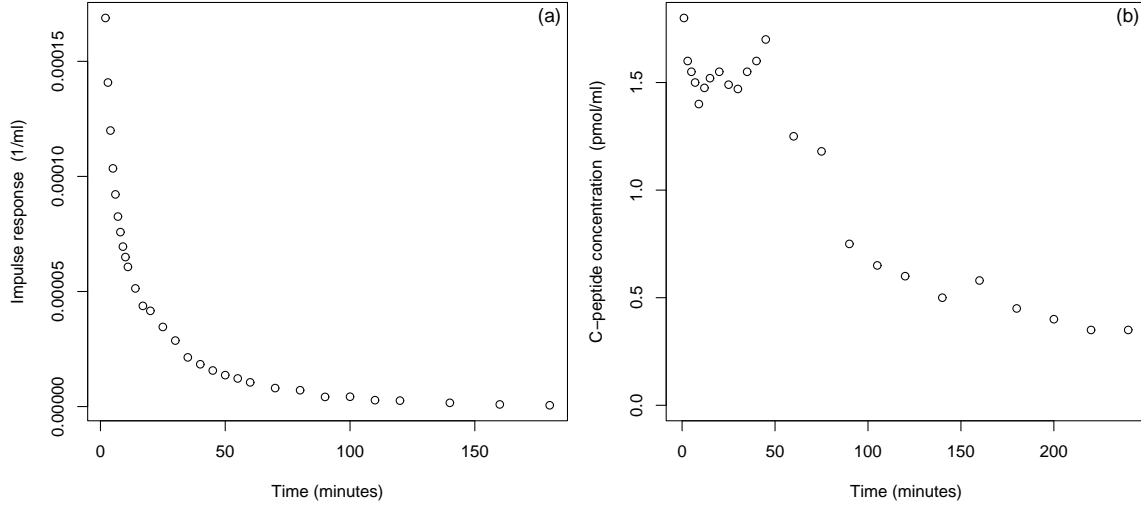 (a)
Impulse response (1/ml)
0.00015
0.00010
0.00005
0.00000
0 50 100 150
Time (minutes)
(b)
C−peptide concentration (pmol/ml)
1.5
1.0
0.5
0.0
0 50 100 150 200
Time (minutes)